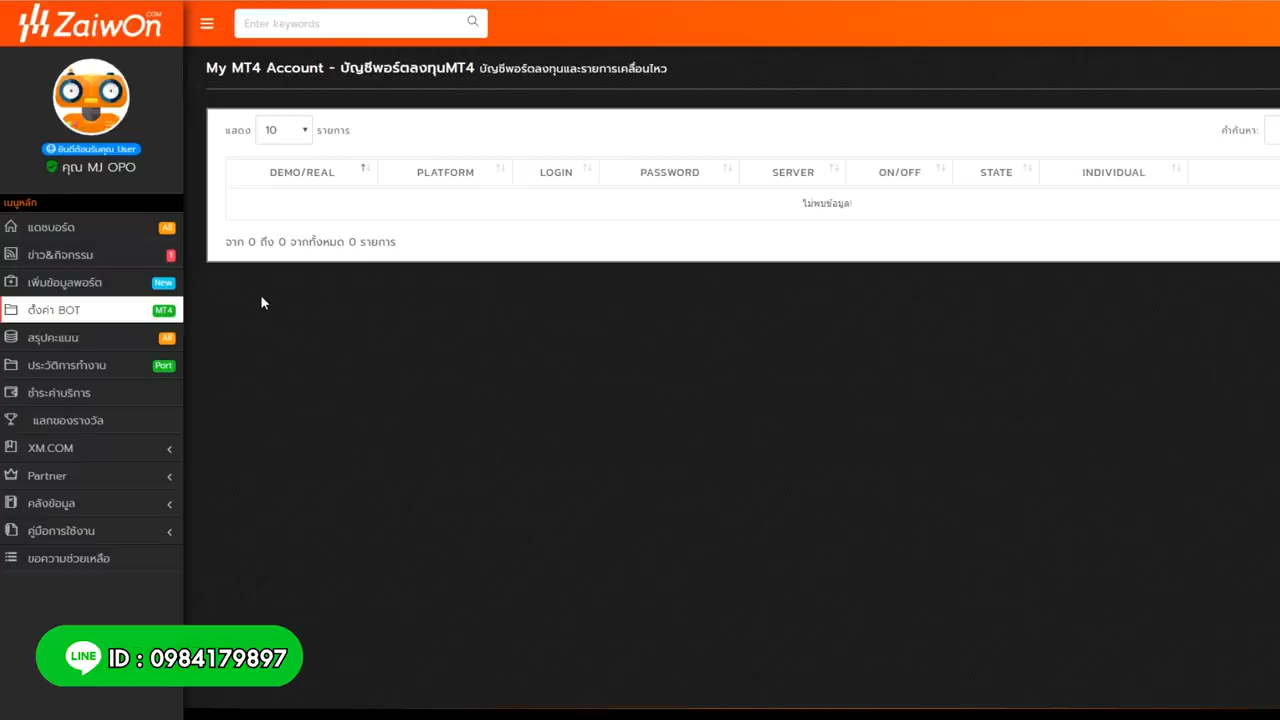 ZaiwOn.COM
Enter keywords
ยินดีต้อนรับคุณ User
คุณ MJ OPO
เมนูหลัก
แดชบอร์ด All
ข่าว&กิจกรรม 1
เพิ่มข้อมูลพอร์ต New
ตั้งค่า BOT MT4
สรุปคะแนน All
ประวัติการทำงาน Port
ชำระค่าบริการ
แลกของรางวัล
XM.COM
Partner
คลังข้อมูล
คู่มือการใช้งาน
ขอความช่วยเหลือ
My MT4 Account - บัญชีพอร์ตลงทุนMT4 บัญชีพอร์ตลงทุนและรายการเคลื่อนไหว
แสดง 10 รายการ
คำค้นหา:
DEMO/REAL PLATFORM LOGIN PASSWORD SERVER ON/OFF STATE INDIVIDUAL
ไม่พบข้อมูล!
จาก 0 ถึง 0 จากทั้งหมด 0 รายการ
LINE ID : 0984179897